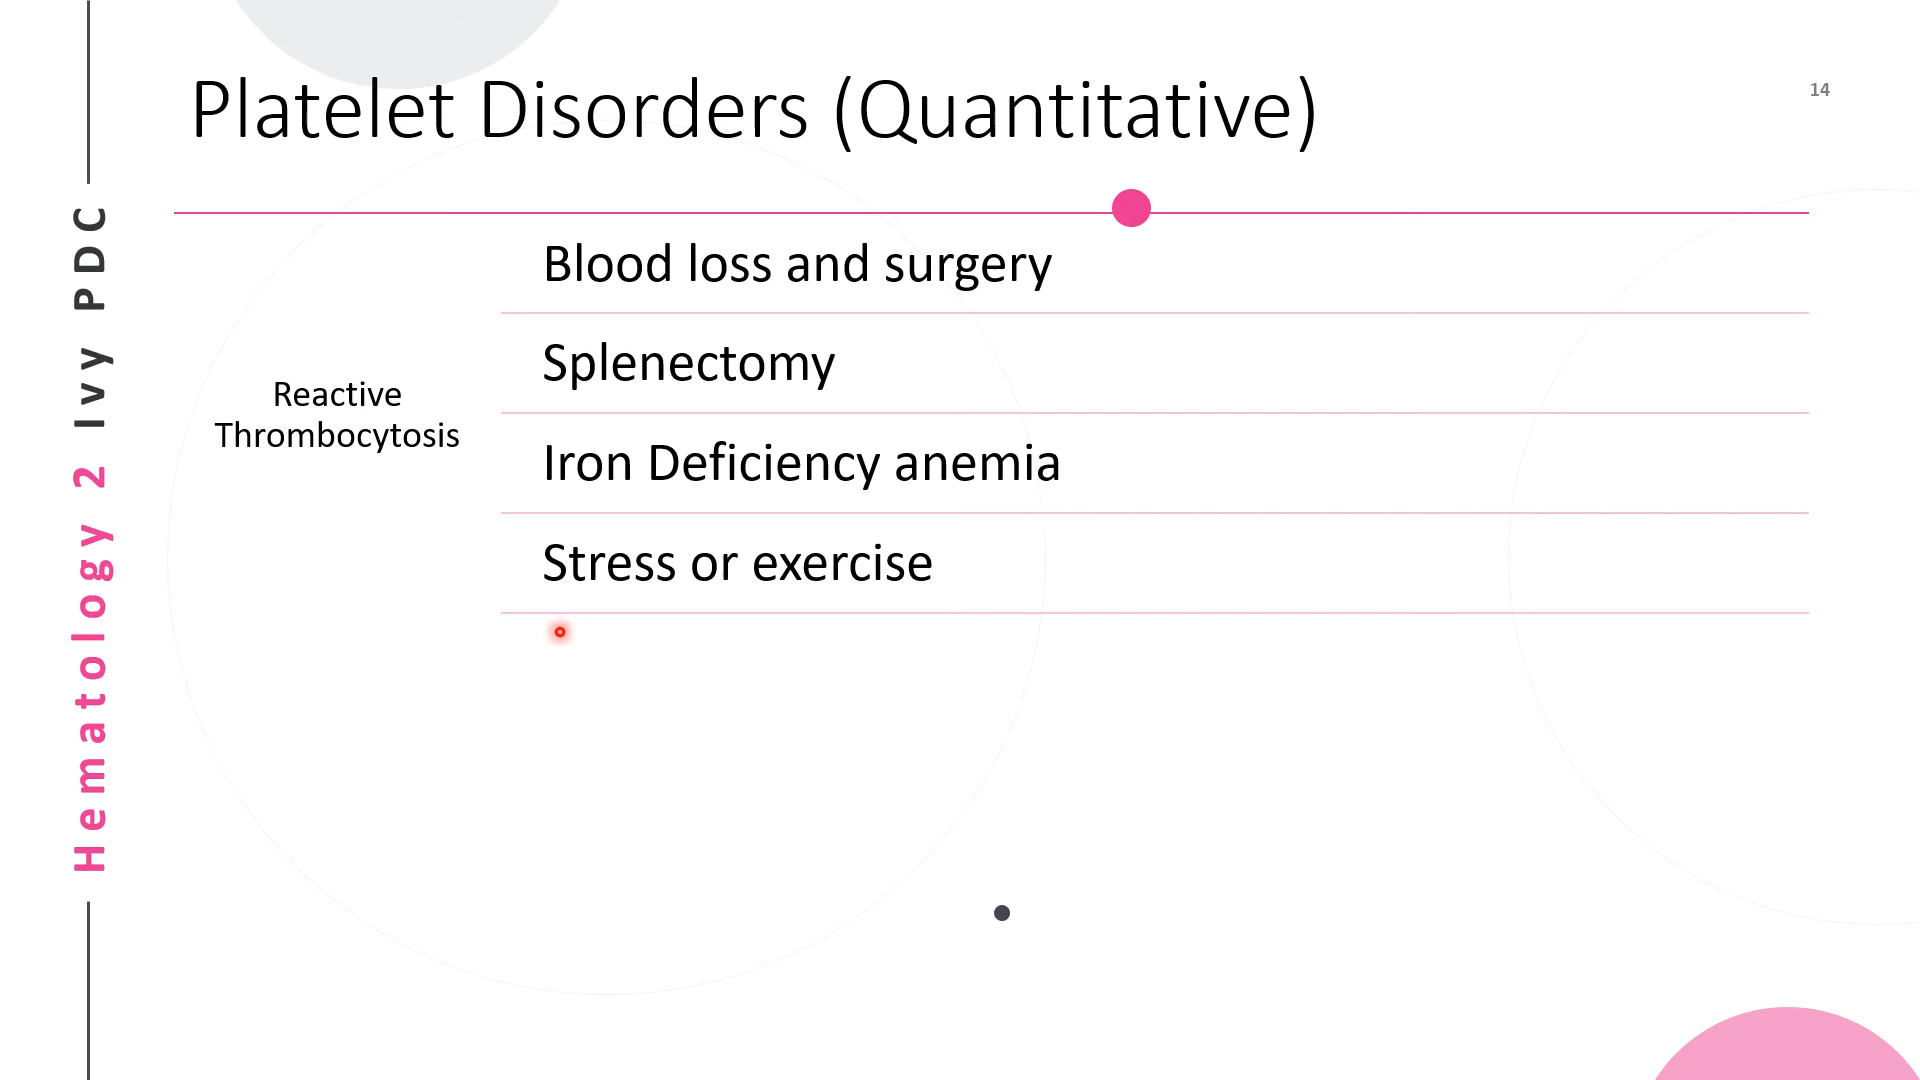 Platelet Disorders (Quantitative)
14
Hematology 2 Ivy PDC
Reactive
Thrombocytosis
Blood loss and surgery
Splenectomy
Iron Deficiency anemia
Stress or exercise